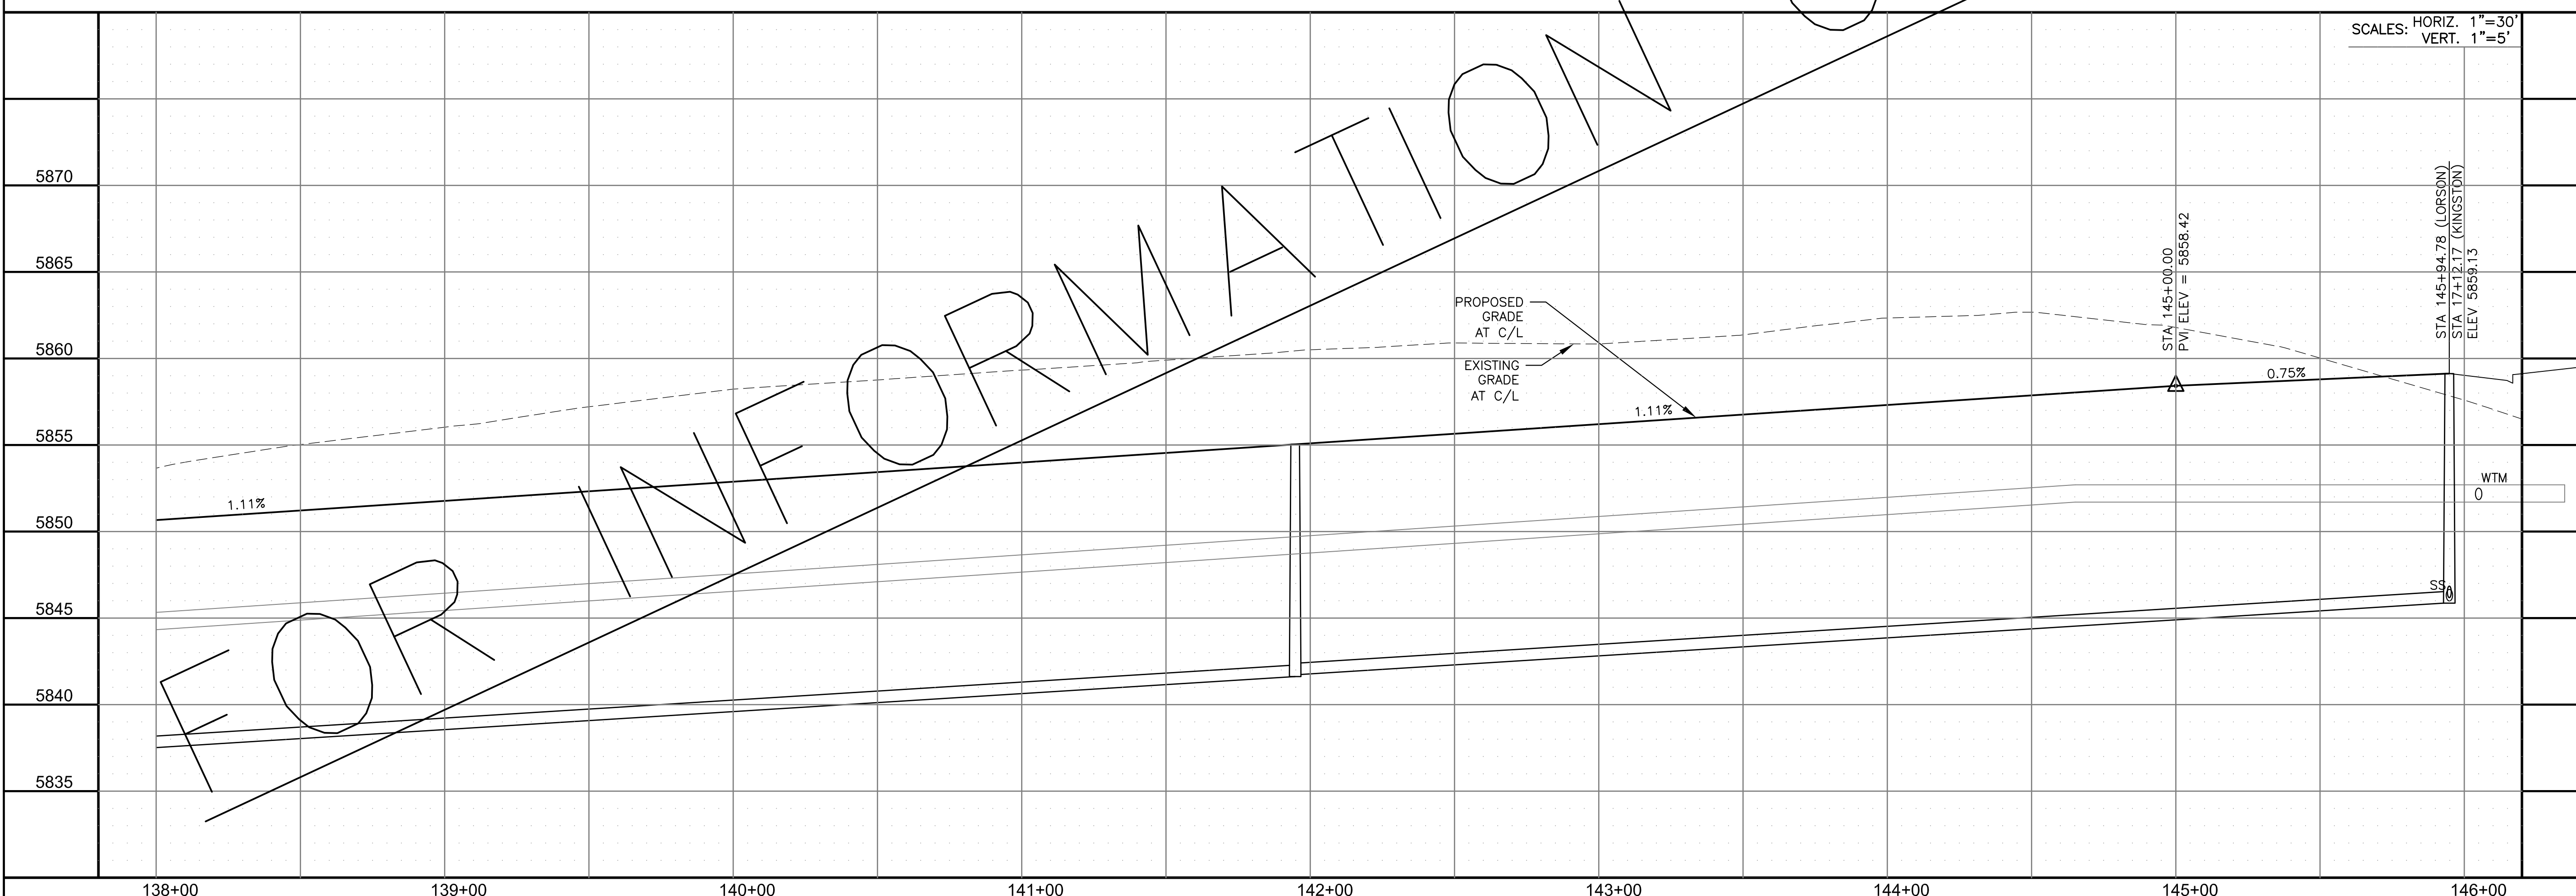 SCALES: HORIZ. 1"=30'
VERT. 1"=5'
FOR INFORMATION
5870
5865
5860
5855
5850
5845
5840
5835
PROPOSED
GRADE
AT C/L
EXISTING
GRADE
AT C/L
1.11%
1.11%
0.75%
STA 145+00.00
PVI ELEV = 5858.42
STA 145+94.78 (LORSON)
STA 17+12.17 (KINGSTON)
ELEV 5859.13
WTM
SS
138+00
139+00
140+00
141+00
142+00
143+00
144+00
145+00
146+00